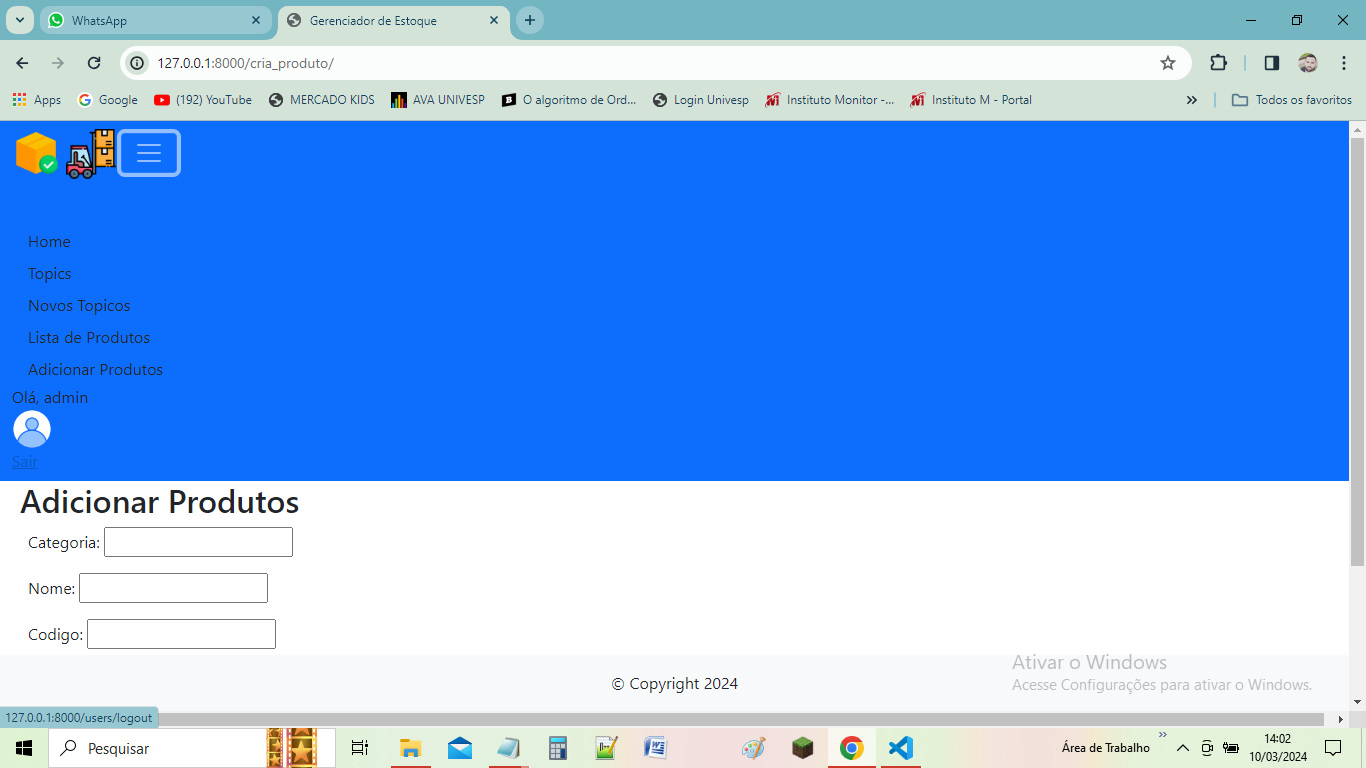 WhatsApp
Gerenciador de Estoque
127.0.0.1:8000/cria_produto/
Apps
Google
(192) YouTube
MERCADO KIDS
AVA UNIVESP
O algoritmo de Ord...
Login Univesp
Instituto Monitor -...
Instituto M - Portal
Todos os favoritos
Home
Topics
Novos Topicos
Lista de Produtos
Adicionar Produtos
Olá, admin
Sair
Adicionar Produtos
Categoria:
Nome:
Codigo:
© Copyright 2024
Ativar o Windows
Acesse Configurações para ativar o Windows.
127.0.0.1:8000/users/logout
Pesquisar
Área de Trabalho
14:02
10/03/2024